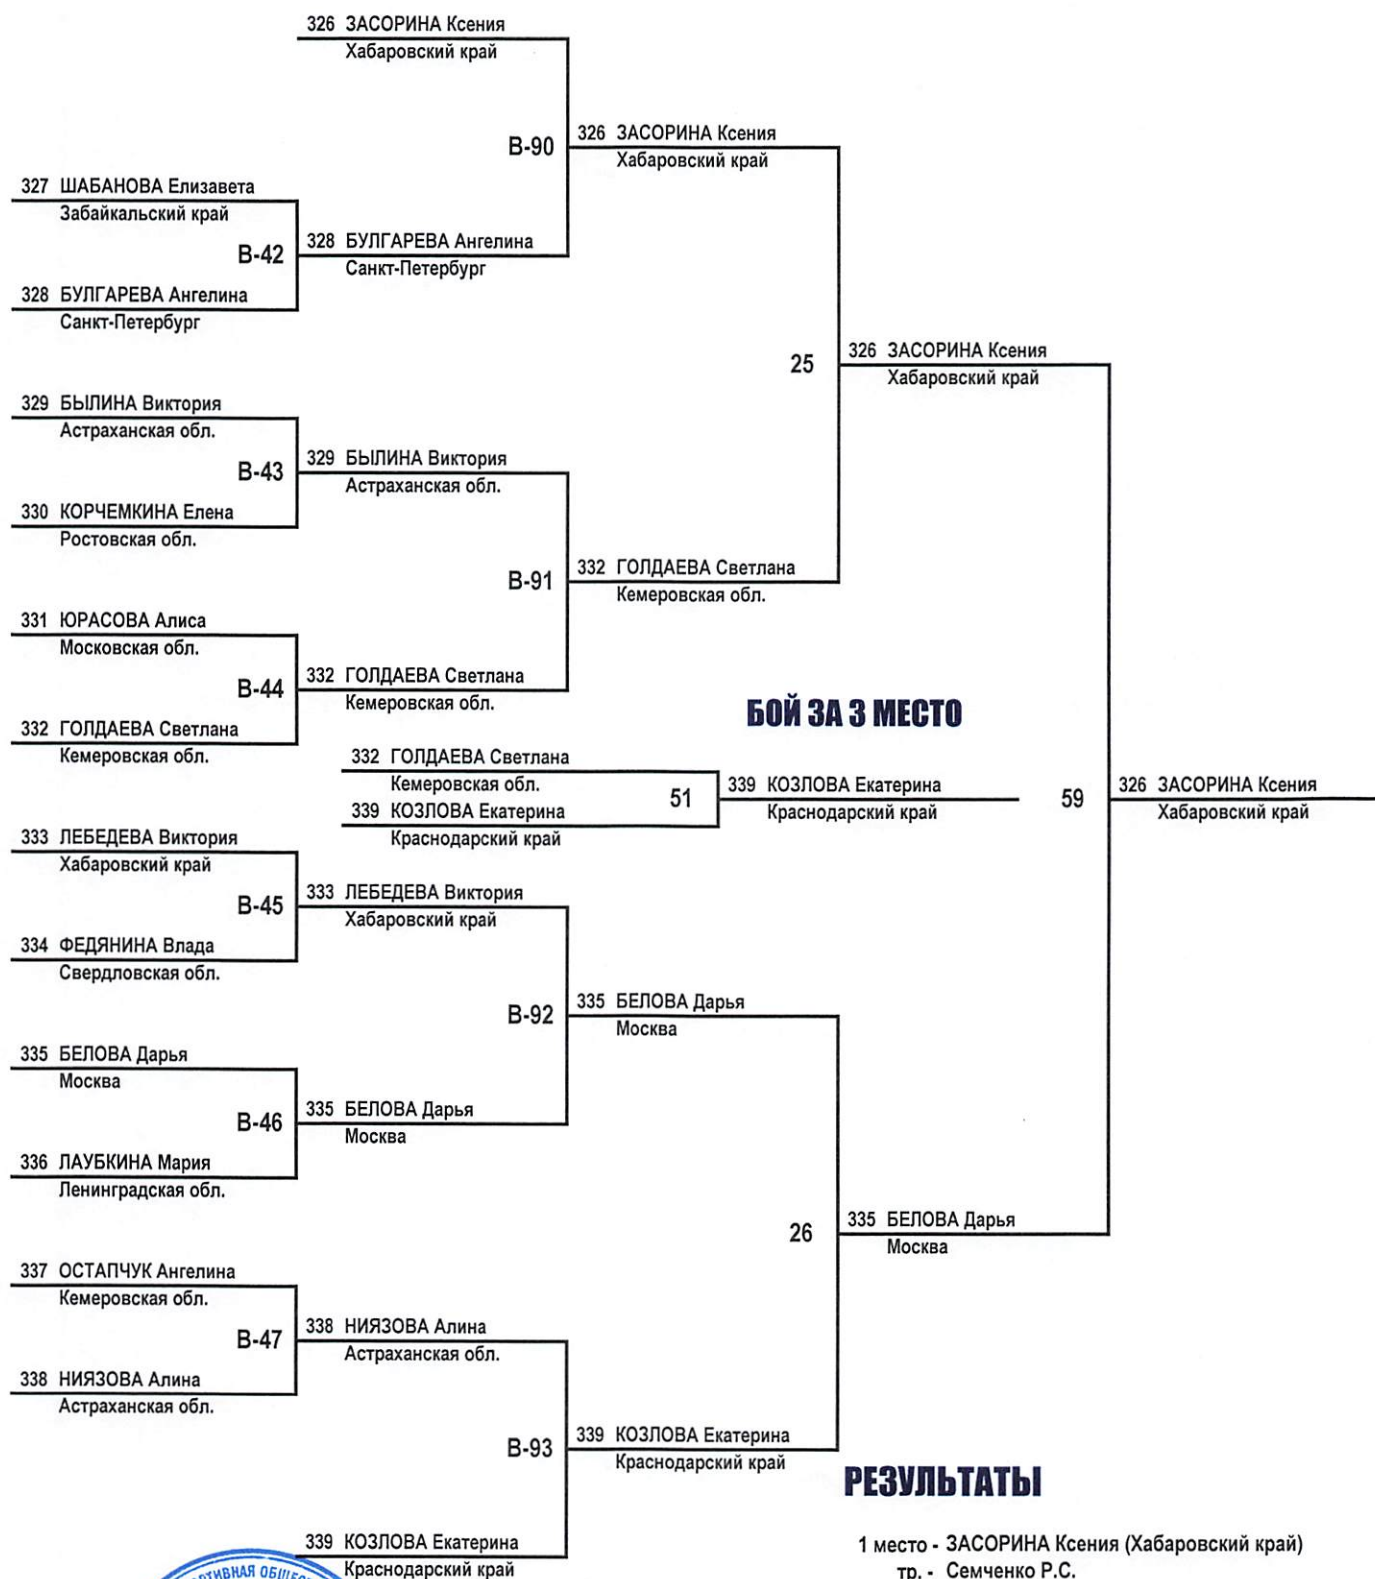 326 ЗАСОРИНА Ксения
Хабаровский край
B-90
326 ЗАСОРИНА Ксения
Хабаровский край
327 ШАБАНОВА Елизавета
Забайкальский край
B-42
328 БУЛГАРЕВА Ангелина
Санкт-Петербург
328 БУЛГАРЕВА Ангелина
Санкт-Петербург
25
326 ЗАСОРИНА Ксения
Хабаровский край
329 БЫЛИНА Виктория
Астраханская обл.
B-43
329 БЫЛИНА Виктория
Астраханская обл.
330 КОРЧЕМКИНА Елена
Ростовская обл.
B-91
332 ГОЛДАЕВА Светлана
Кемеровская обл.
331 ЮРАСОВА Алиса
Московская обл.
B-44
332 ГОЛДАЕВА Светлана
Кемеровская обл.
332 ГОЛДАЕВА Светлана
Кемеровская обл.
БОЙ ЗА 3 МЕСТО
332 ГОЛДАЕВА Светлана
Кемеровская обл.
339 КОЗЛОВА Екатерина
Краснодарский край
51
339 КОЗЛОВА Екатерина
Краснодарский край
59
326 ЗАСОРИНА Ксения
Хабаровский край
333 ЛЕБЕДЕВА Виктория
Хабаровский край
B-45
333 ЛЕБЕДЕВА Виктория
Хабаровский край
334 ФЕДЯНИНА Влада
Свердловская обл.
B-92
335 БЕЛОВА Дарья
Москва
335 БЕЛОВА Дарья
Москва
B-46
335 БЕЛОВА Дарья
Москва
336 ЛАУБКИНА Мария
Ленинградская обл.
26
335 БЕЛОВА Дарья
Москва
337 ОСТАПЧУК Ангелина
Кемеровская обл.
B-47
338 НИЯЗОВА Алина
Астраханская обл.
338 НИЯЗОВА Алина
Астраханская обл.
B-93
339 КОЗЛОВА Екатерина
Краснодарский край
339 КОЗЛОВА Екатерина
Краснодарский край
РЕЗУЛЬТАТЫ
1 место - ЗАСОРИНА Ксения (Хабаровский край)
тр. - Семченко Р.С.